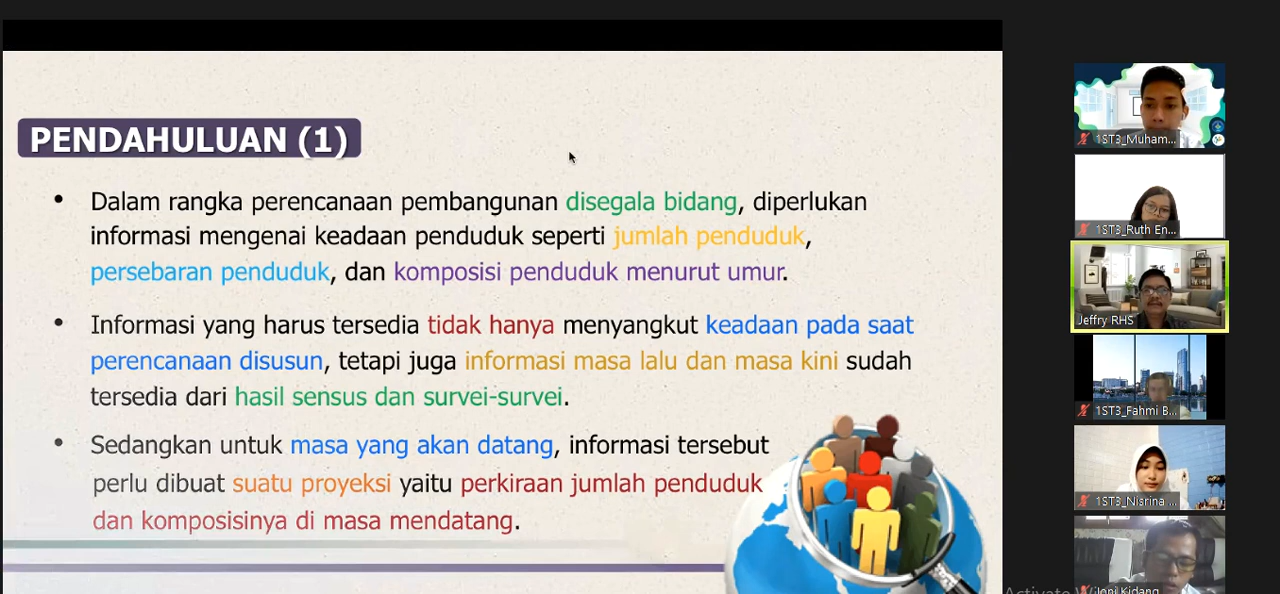 PENDAHULUAN (1)
• Dalam rangka perencanaan pembangunan disegala bidang, diperlukan
informasi mengenai keadaan penduduk seperti jumlah penduduk,
persebaran penduduk, dan komposisi penduduk menurut umur.
• Informasi yang harus tersedia tidak hanya menyangkut keadaan pada saat
perencanaan disusun, tetapi juga informasi masa lalu dan masa kini sudah
tersedia dari hasil sensus dan survei-survei.
• Sedangkan untuk masa yang akan datang, informasi tersebut
perlu dibuat suatu proyeksi yaitu perkiraan jumlah penduduk
dan komposisinya di masa mendatang.
1ST3_Muham...
1ST3_Ruth En...
Jeffry RHS
1ST3_Fahmi B...
1ST3_Nisrina ...
Joni Kidang
Activate Wi